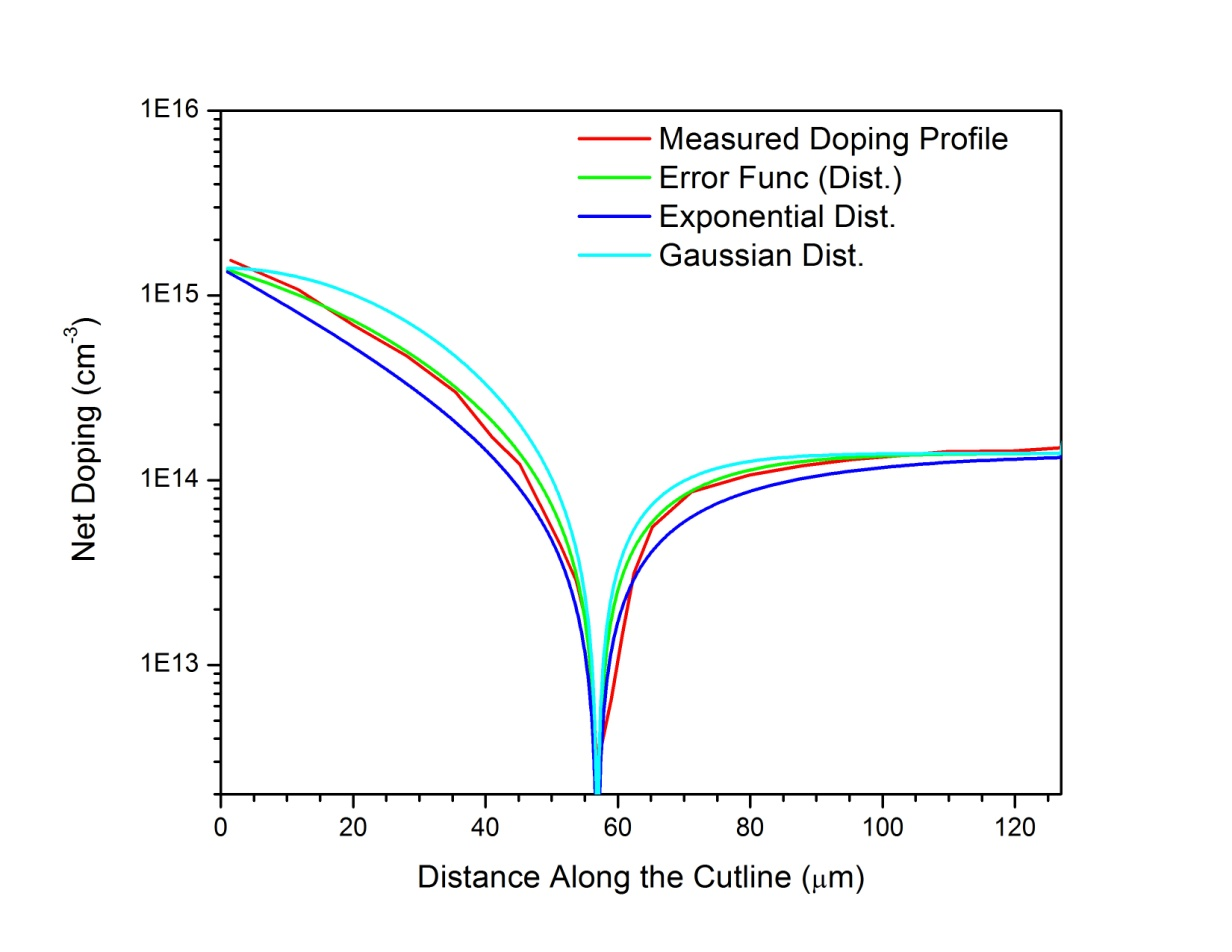 1E16
1E15
1E14
1E13
Net Doping (cm-3)
Measured Doping Profile
Error Func (Dist.)
Exponential Dist.
Gaussian Dist.
0 20 40 60 80 100 120
Distance Along the Cutline (μm)